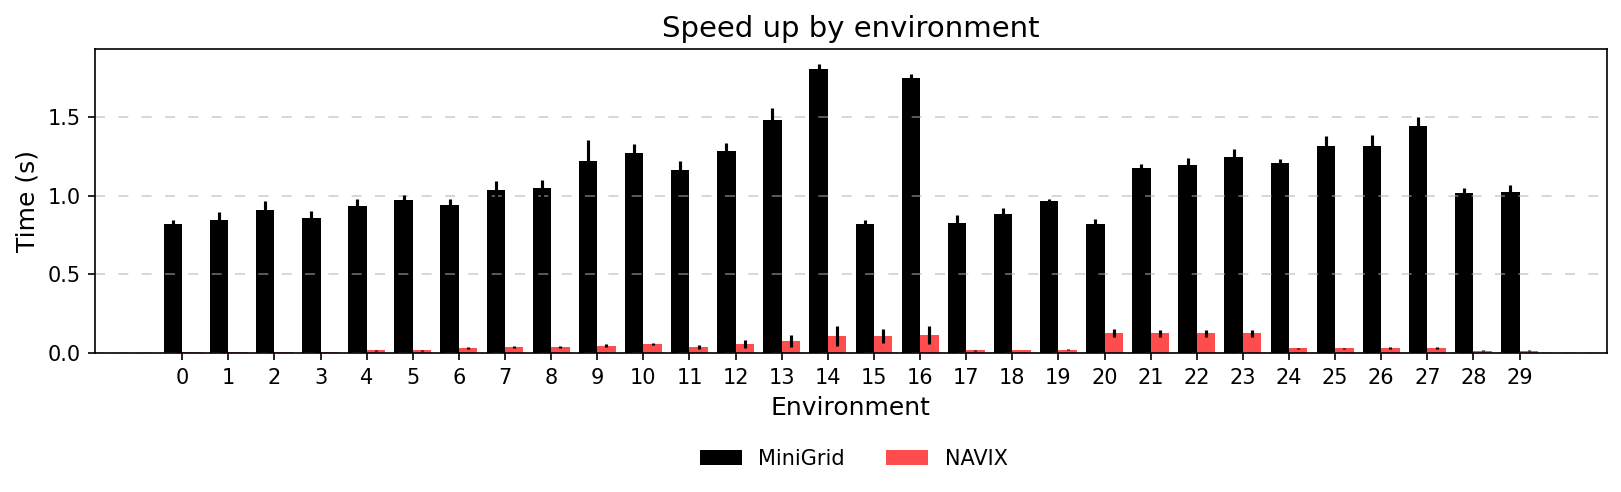 Speed up by environment
Time (s)
1.5
1.0
0.5
0.0
0 1 2 3 4 5 6 7 8 9 10 11 12 13 14 15 16 17 18 19 20 21 22 23 24 25 26 27 28 29
Environment
MiniGrid NAVIX